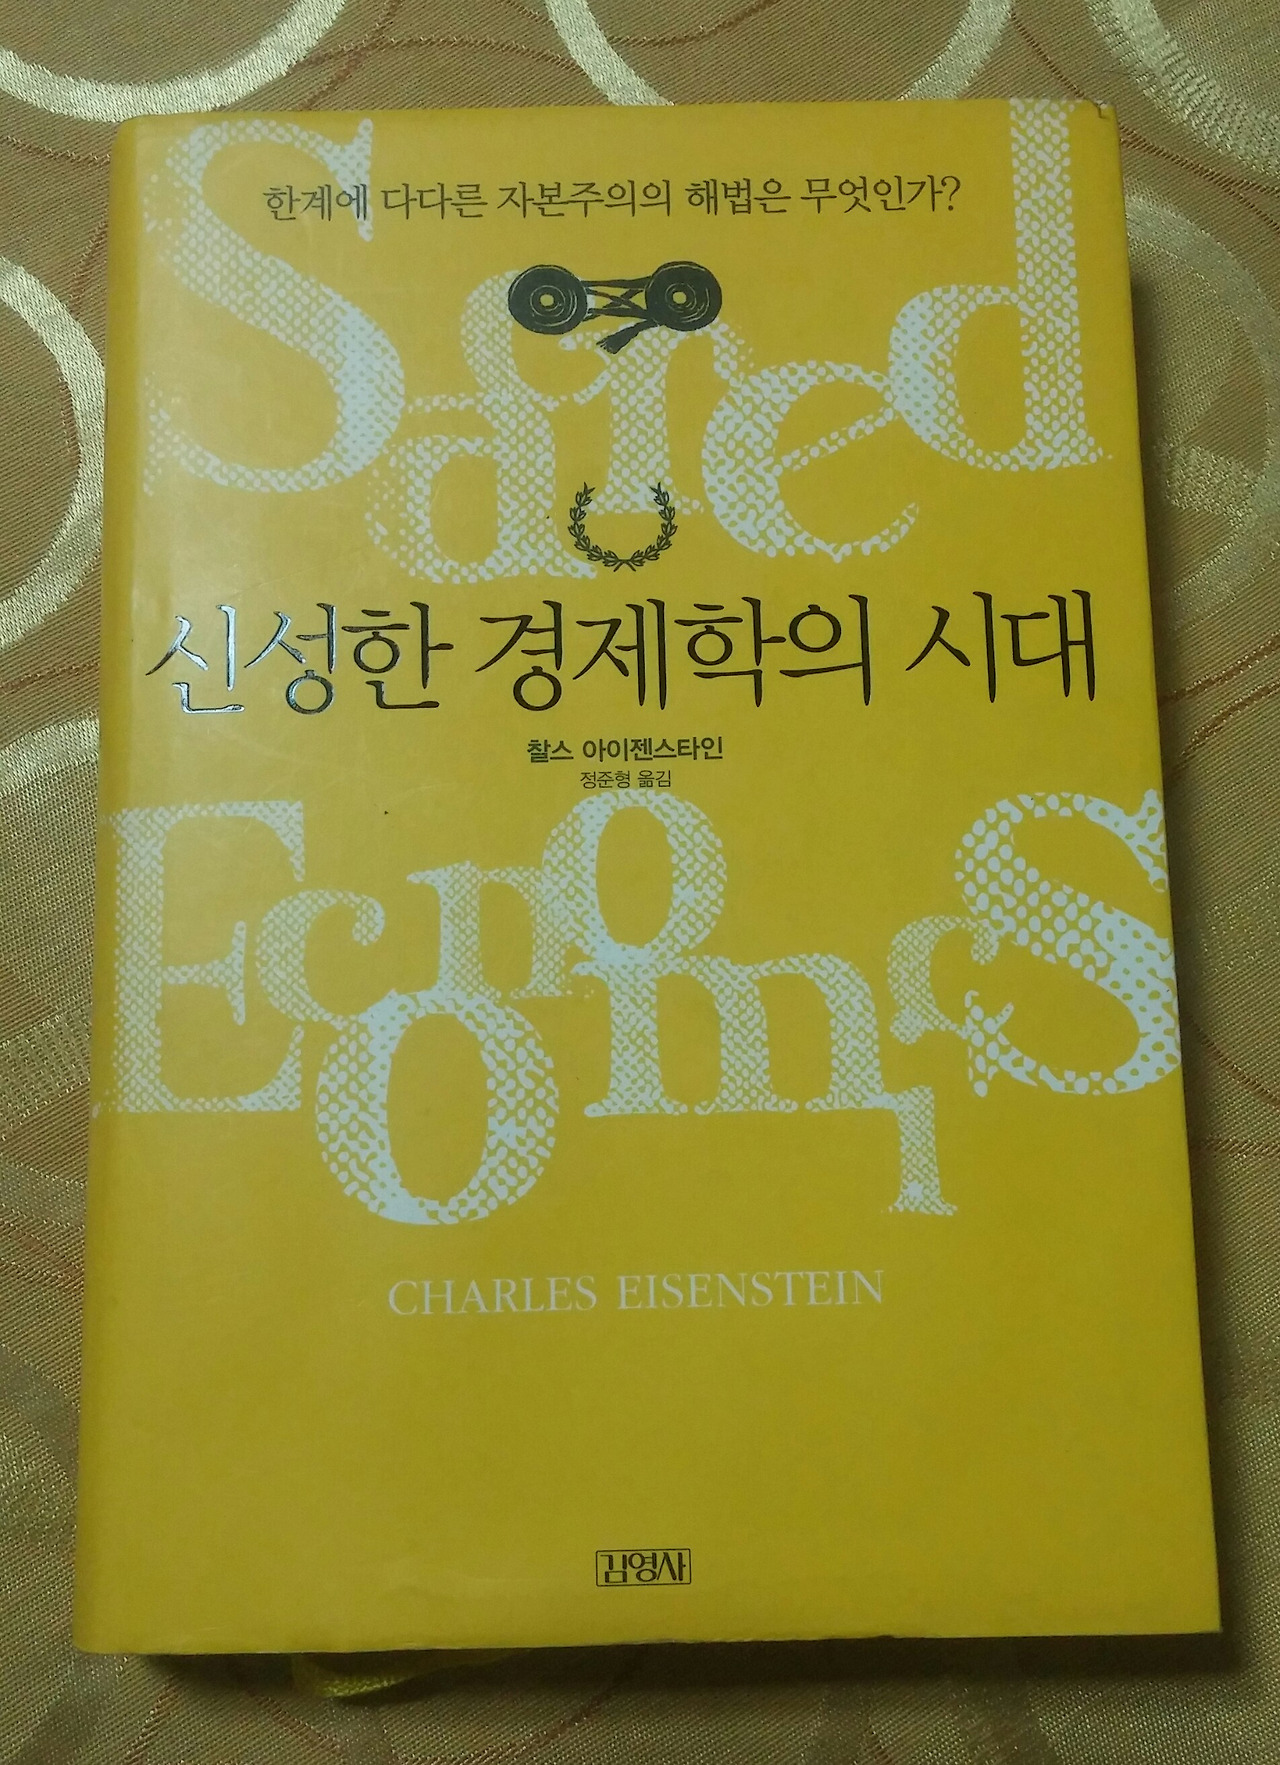 Sacred
한계에 다다른 자본주의의 해법은 무엇인가?
신성한 경제학의 시대
찰스 아이젠스타인
정준형 옮김
Economics
CHARLES EISENSTEIN
김영사